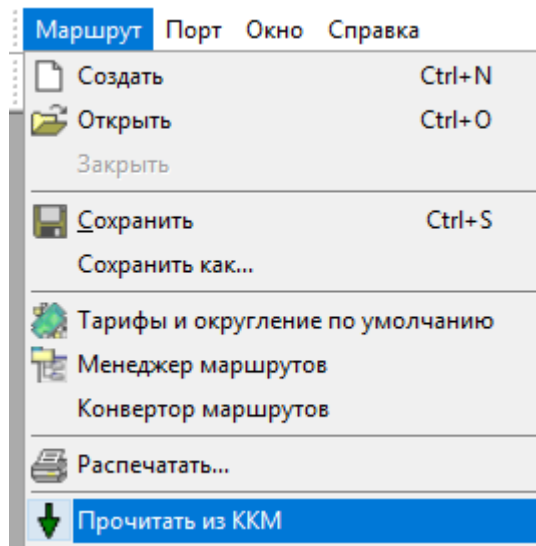 Маршрут Порт Окно Справка
Создать Ctrl+N
Открыть Ctrl+O
Закрыть
Сохранить Ctrl+S
Сохранить как...
Тарифы и округление по умолчанию
Менеджер маршрутов
Конвертор маршрутов
Распечатать...
Прочитать из ККМ